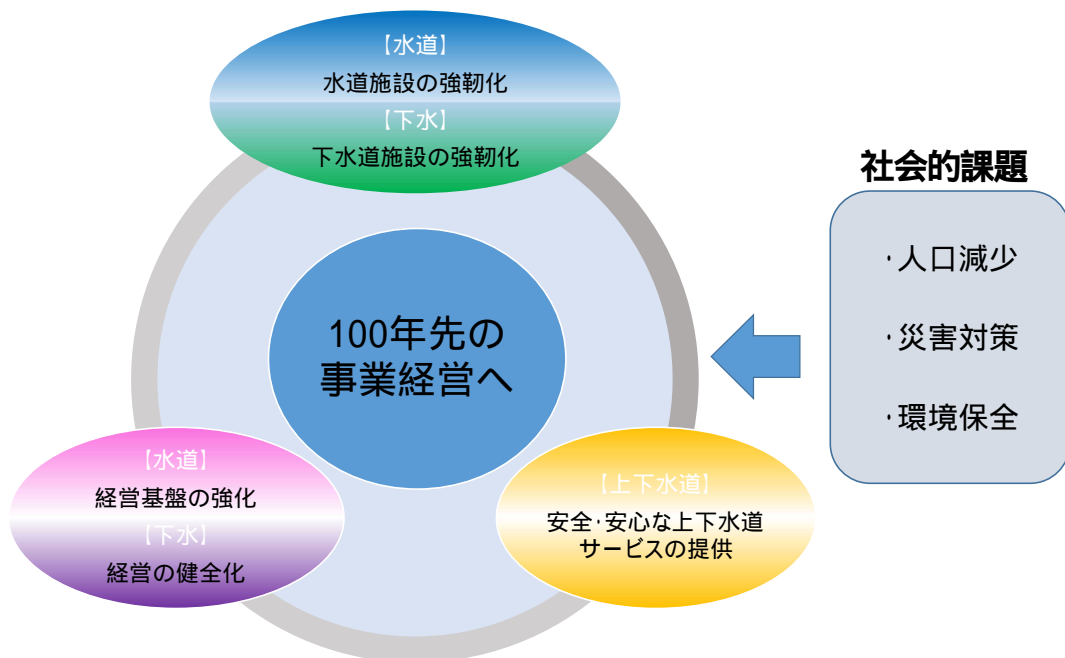 【水道】
水道施設の強靭化
【下水】
下水道施設の強靭化
社会的課題
・人口減少
・災害対策
・環境保全
100年先の
事業経営へ
【水道】
経営基盤の強化
【下水】
経営の健全化
【上下水道】
安全・安心な上下水道
サービスの提供